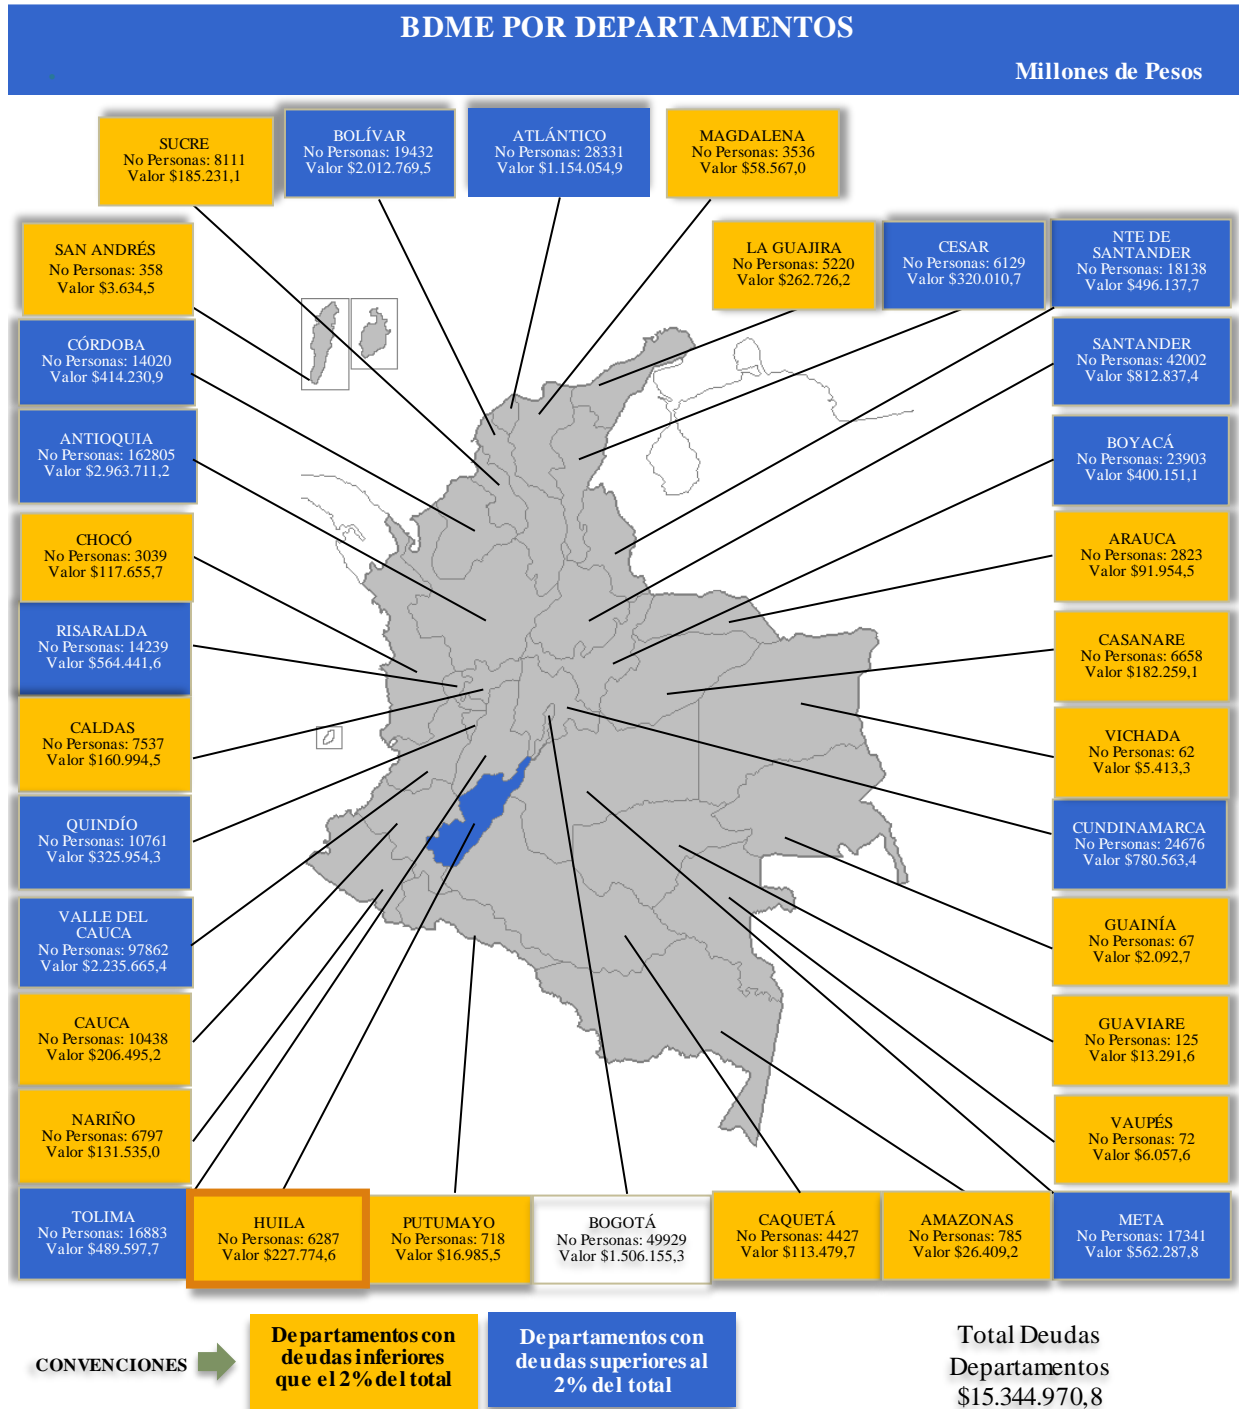 BDME POR DEPARTAMENTOS
Millones de Pesos
SUCRE
No Personas: 8111
Valor $185.231,1
BOLÍVAR
No Personas: 19432
Valor $2.012.769,5
ATLÁNTICO
No Personas: 28331
Valor $1.154.054,9
MAGDALENA
No Personas: 3536
Valor $58.567,0
SAN ANDRÉS
No Personas: 358
Valor $3.634,5
LA GUAJIRA
No Personas: 5220
Valor $262.726,2
CESAR
No Personas: 6129
Valor $320.010,7
NTE DE
SANTANDER
No Personas: 18138
Valor $496.137,7
CÓRDOBA
No Personas: 14020
Valor $414.230,9
SANTANDER
No Personas: 42002
Valor $812.837,4
ANTIOQUIA
No Personas: 162805
Valor $2.963.711,2
BOYACÁ
No Personas: 23903
Valor $400.151,1
CHOCÓ
No Personas: 3039
Valor $117.655,7
ARAUCA
No Personas: 2823
Valor $91.954,5
RISARALDA
No Personas: 14239
Valor $564.441,6
CASANARE
No Personas: 6658
Valor $182.259,1
CALDAS
No Personas: 7537
Valor $160.994,5
VICHADA
No Personas: 62
Valor $5.413,3
QUINDÍO
No Personas: 10761
Valor $325.954,3
CUNDINAMARCA
No Personas: 24676
Valor $780.563,4
VALLE DEL
CAUCA
No Personas: 97862
Valor $2.235.665,4
GUAINÍA
No Personas: 67
Valor $2.092,7
CAUCA
No Personas: 10438
Valor $206.495,2
GUAVIARE
No Personas: 125
Valor $13.291,6
NARIÑO
No Personas: 6797
Valor $131.535,0
VAUPÉS
No Personas: 72
Valor $6.057,6
TOLIMA
No Personas: 16883
Valor $489.597,7
HUILA
No Personas: 6287
Valor $227.774,6
PUTUMAYO
No Personas: 718
Valor $16.985,5
BOGOTÁ
No Personas: 49929
Valor $1.506.155,3
CAQUETÁ
No Personas: 4427
Valor $113.479,7
AMAZONAS
No Personas: 785
Valor $26.409,2
META
No Personas: 17341
Valor $562.287,8
CONVENCIONES
Departamentos con
deudas inferiores
que el 2% del total
Departamentos con
deudas superiores al
2% del total
Total Deudas
Departamentos
$15.344.970,8